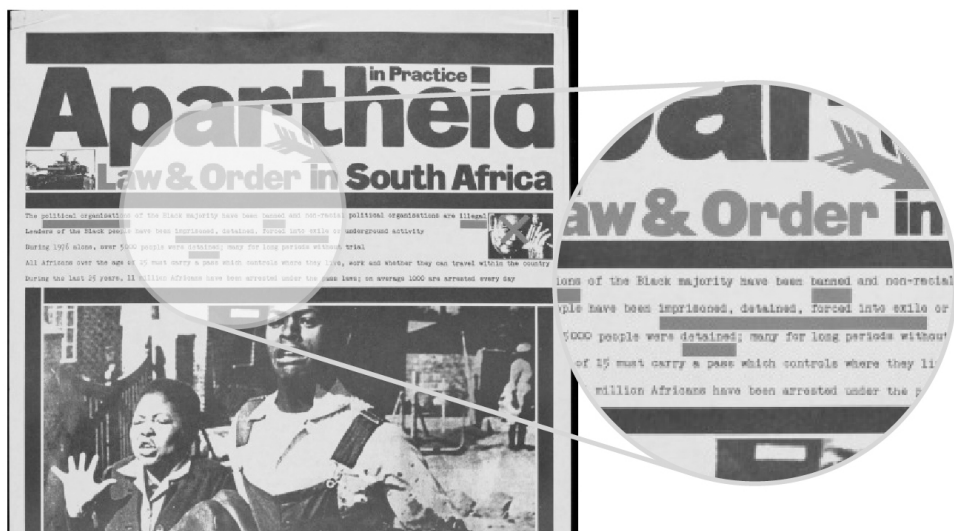 in Practice
Apartheid
Law & Order in South Africa
The political organisations of the Black majority have been banned and non-racial political organisations are illegal
Leaders of the Black people have been imprisoned, detained, forced into exile or underground activity
During 1976 alone, over 5000 people were detained; many for long periods without trial
All Africans over the age of 15 must carry a pass which controls where they live, work and whether they can travel within the country
During the last 25 years, 11 million Africans have been arrested under the pass laws; on average 1000 are arrested every day
par
aw & Order in
ions of the Black majority have been banned and non-racial
ple have been imprisoned, detained, forced into exile or
5000 people were detained; many for long periods without
of 15 must carry a pass which controls where they li
million Africans have been arrested under the p